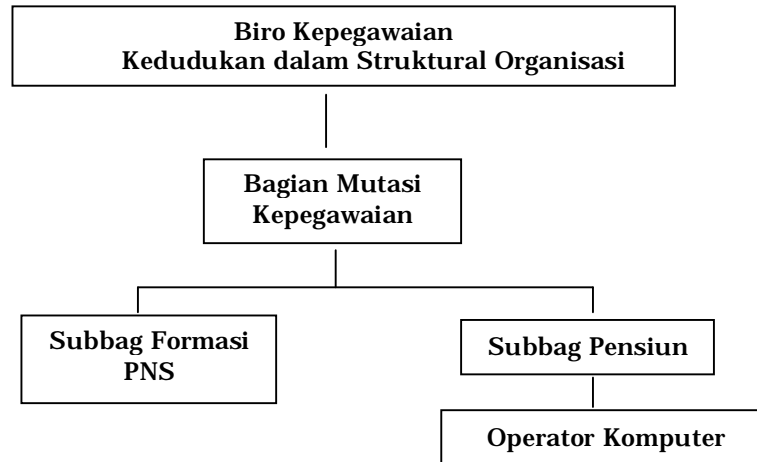 Biro Kepegawaian
Kedudukan dalam Struktural Organisasi
Bagian Mutasi
Kepegawaian
Subbag Formasi
PNS
Subbag Pensiun
Operator Komputer